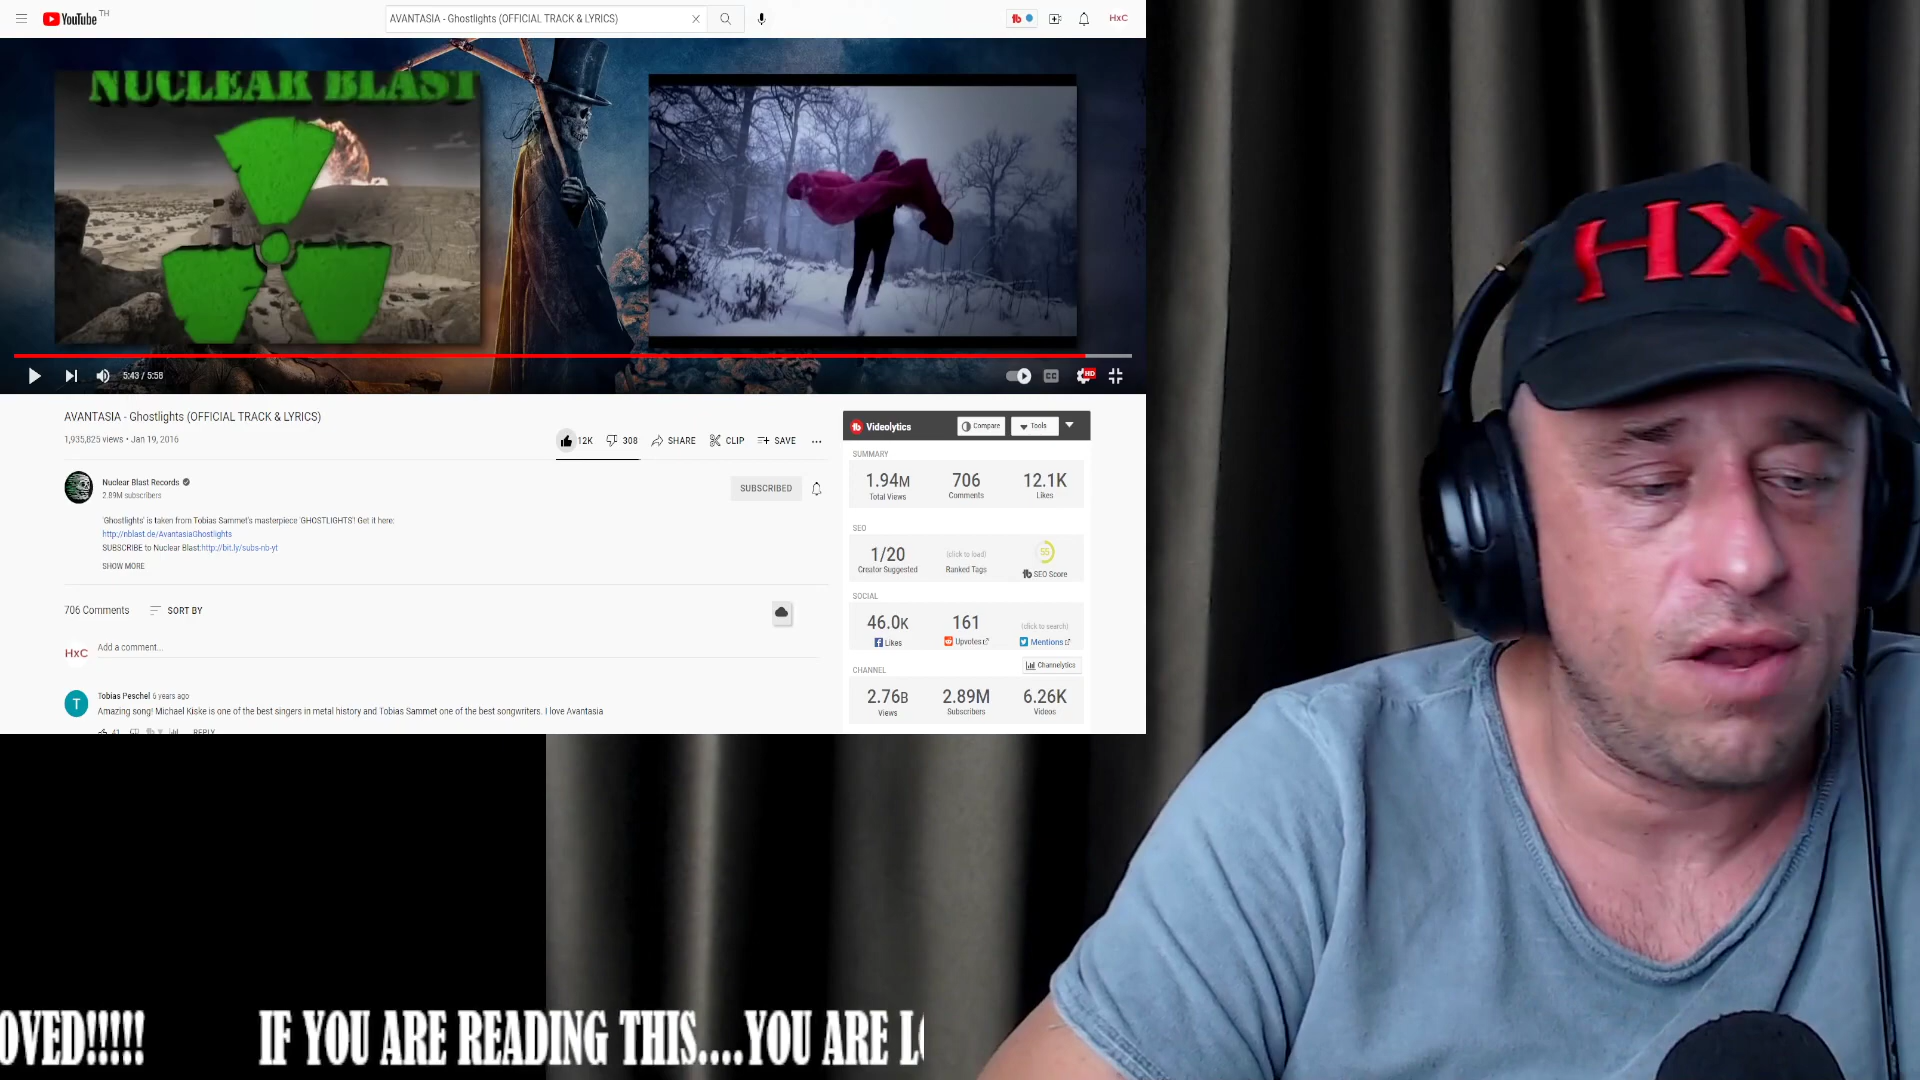 YouTube TH
AVANTASIA - Ghostlights (OFFICIAL TRACK & LYRICS)
HxC
NUCLEAR BLAST
5:43 / 5:58
CC
HD
AVANTASIA - Ghostlights (OFFICIAL TRACK & LYRICS)
1,935,825 views • Jan 19, 2016
12K
308
SHARE
CLIP
SAVE
Nuclear Blast Records
2.89M subscribers
SUBSCRIBED
'Ghostlights' is taken from Tobias Sammet's masterpiece 'GHOSTLIGHTS'! Get it here:
http://nblast.de/AvantasiaGhostlights
SUBSCRIBE to Nuclear Blast:http://bit.ly/subs-nb-yt
SHOW MORE
706 Comments
SORT BY
HxC
Add a comment...
T
Tobias Peschel 6 years ago
Amazing song! Michael Kiske is one of the best singers in metal history and Tobias Sammet one of the best songwriters. I love Avantasia
41
REPLY
tb Videolytics
Compare
Tools
SUMMARY
1.94M 706 12.1K
Total Views Comments Likes
SEO
1/20 (click to load) 55
Creator Suggested Ranked Tags tb SEO Score
SOCIAL
46.0K 161 (click to search)
Likes Upvotes Mentions
CHANNEL
Channelytics
2.76B 2.89M 6.26K
Views Subscribers Videos
HXC
OVED!!!!! IF YOU ARE READING THIS....YOU ARE LO